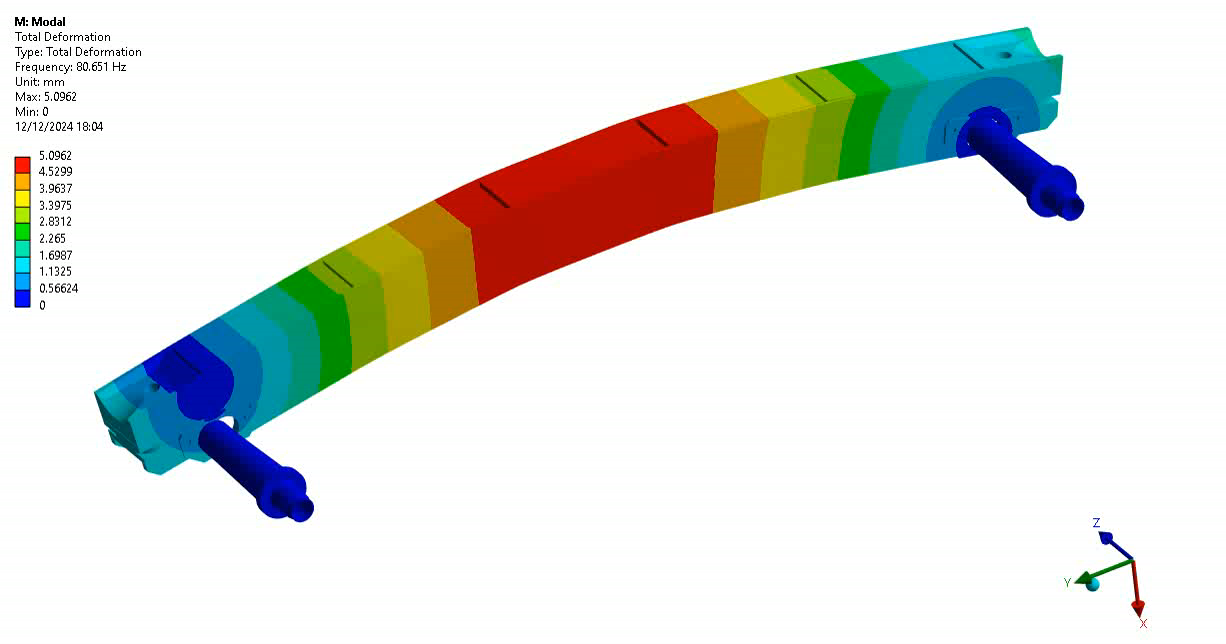 M: Modal
Total Deformation
Type: Total Deformation
Frequency: 80.651 Hz
Unit: mm
Max: 5.0962
Min: 0
12/12/2024 18:04
5.0962
4.5299
3.9637
3.3975
2.8312
2.265
1.6987
1.1325
0.56624
0
Z
Y
X